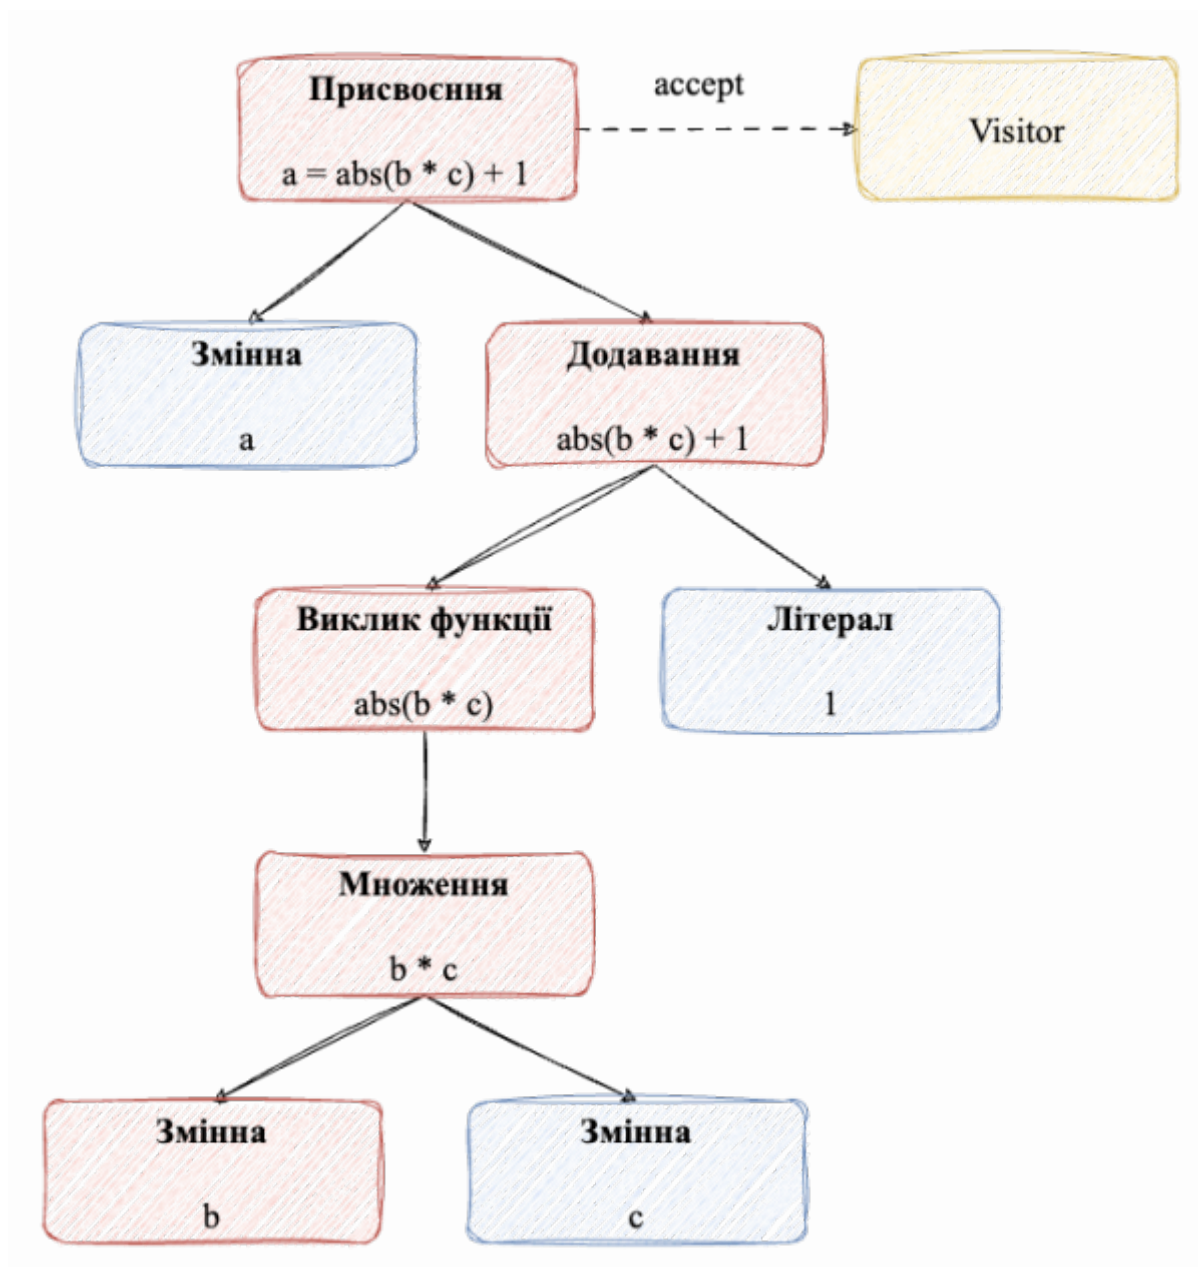 Присвоєння
a = abs(b * c) + 1
accept
Visitor
Змінна
a
Додавання
abs(b * c) + 1
Виклик функції
abs(b * c)
Літерал
1
Множення
b * c
Змінна
b
Змінна
c